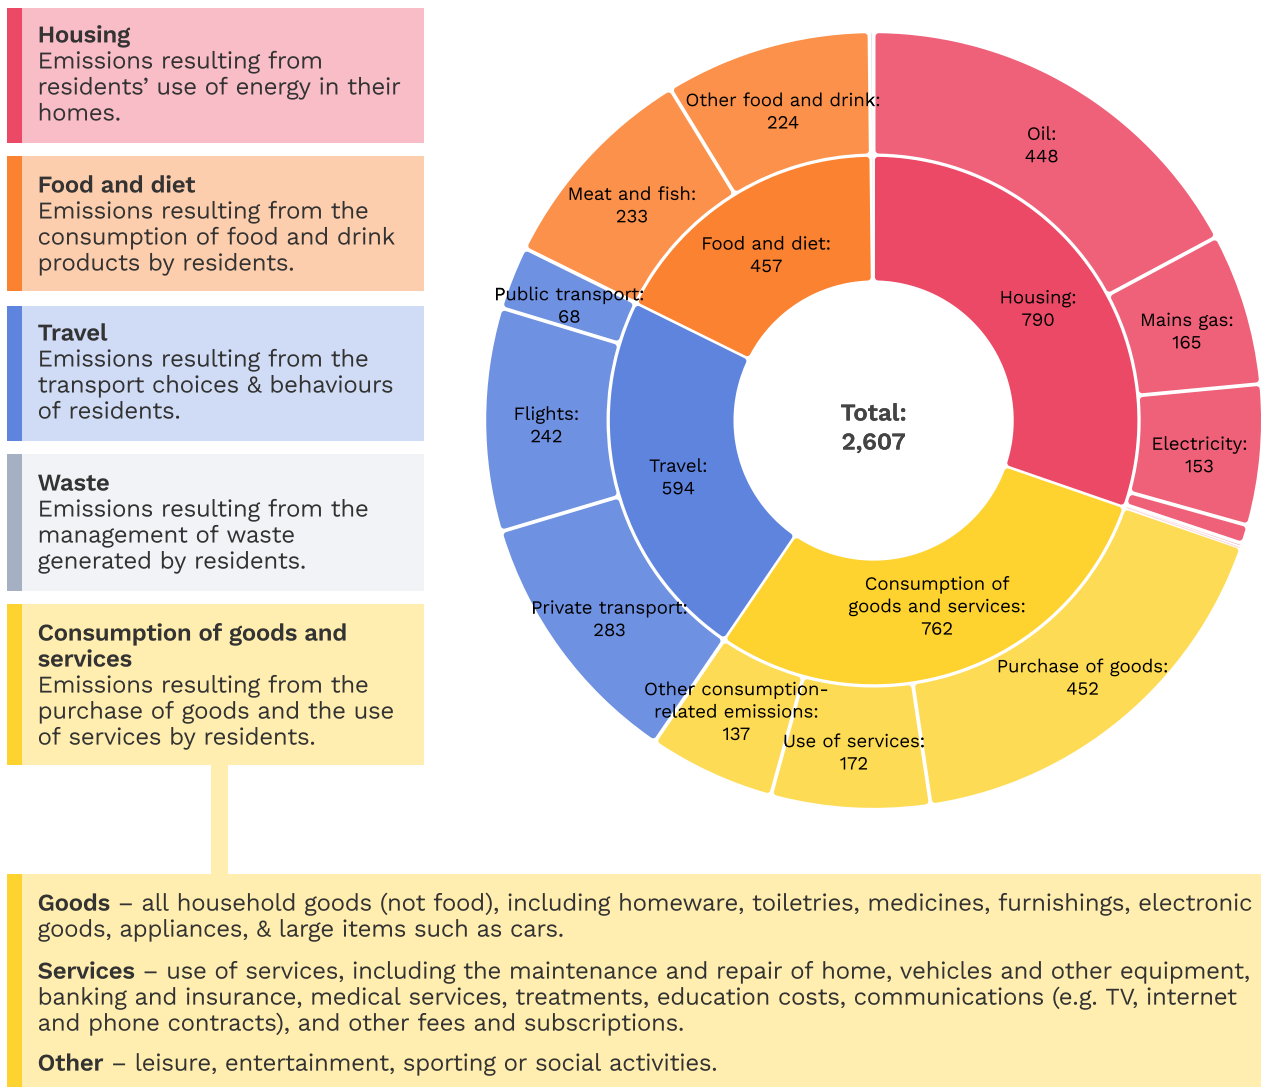 Housing
Emissions resulting from
residents’ use of energy in their
homes.
Food and diet
Emissions resulting from the
consumption of food and drink
products by residents.
Travel
Emissions resulting from the
transport choices & behaviours
of residents.
Waste
Emissions resulting from the
management of waste
generated by residents.
Consumption of goods and
services
Emissions resulting from the
purchase of goods and the use
of services by residents.
Other food and drink:
224
Oil:
448
Meat and fish:
233
Food and diet:
457
Housing:
790
Public transport:
68
Mains gas:
165
Flights:
242
Total:
2,607
Electricity:
153
Travel:
594
Private transport:
283
Consumption of
goods and services:
762
Purchase of goods:
452
Other consumption-
related emissions:
137
Use of services:
172
Goods – all household goods (not food), including homeware, toiletries, medicines, furnishings, electronic
goods, appliances, & large items such as cars.
Services – use of services, including the maintenance and repair of home, vehicles and other equipment,
banking and insurance, medical services, treatments, education costs, communications (e.g. TV, internet
and phone contracts), and other fees and subscriptions.
Other – leisure, entertainment, sporting or social activities.